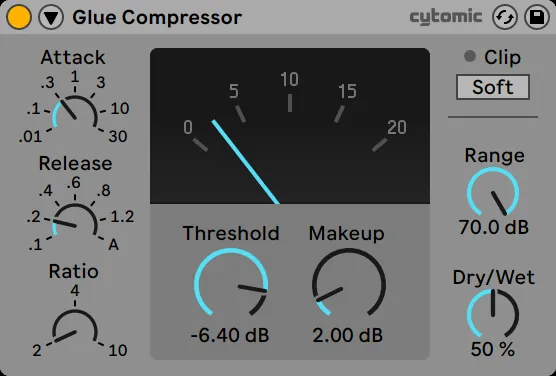 Glue Compressor
cytomic
Attack
.01
.1
.3
1
3
10
30
Release
.1
.2
.4
.6
.8
1.2
A
Ratio
2
4
10
0
5
10
15
20
Threshold
-6.40 dB
Makeup
2.00 dB
Clip
Soft
Range
70.0 dB
Dry/Wet
50 %